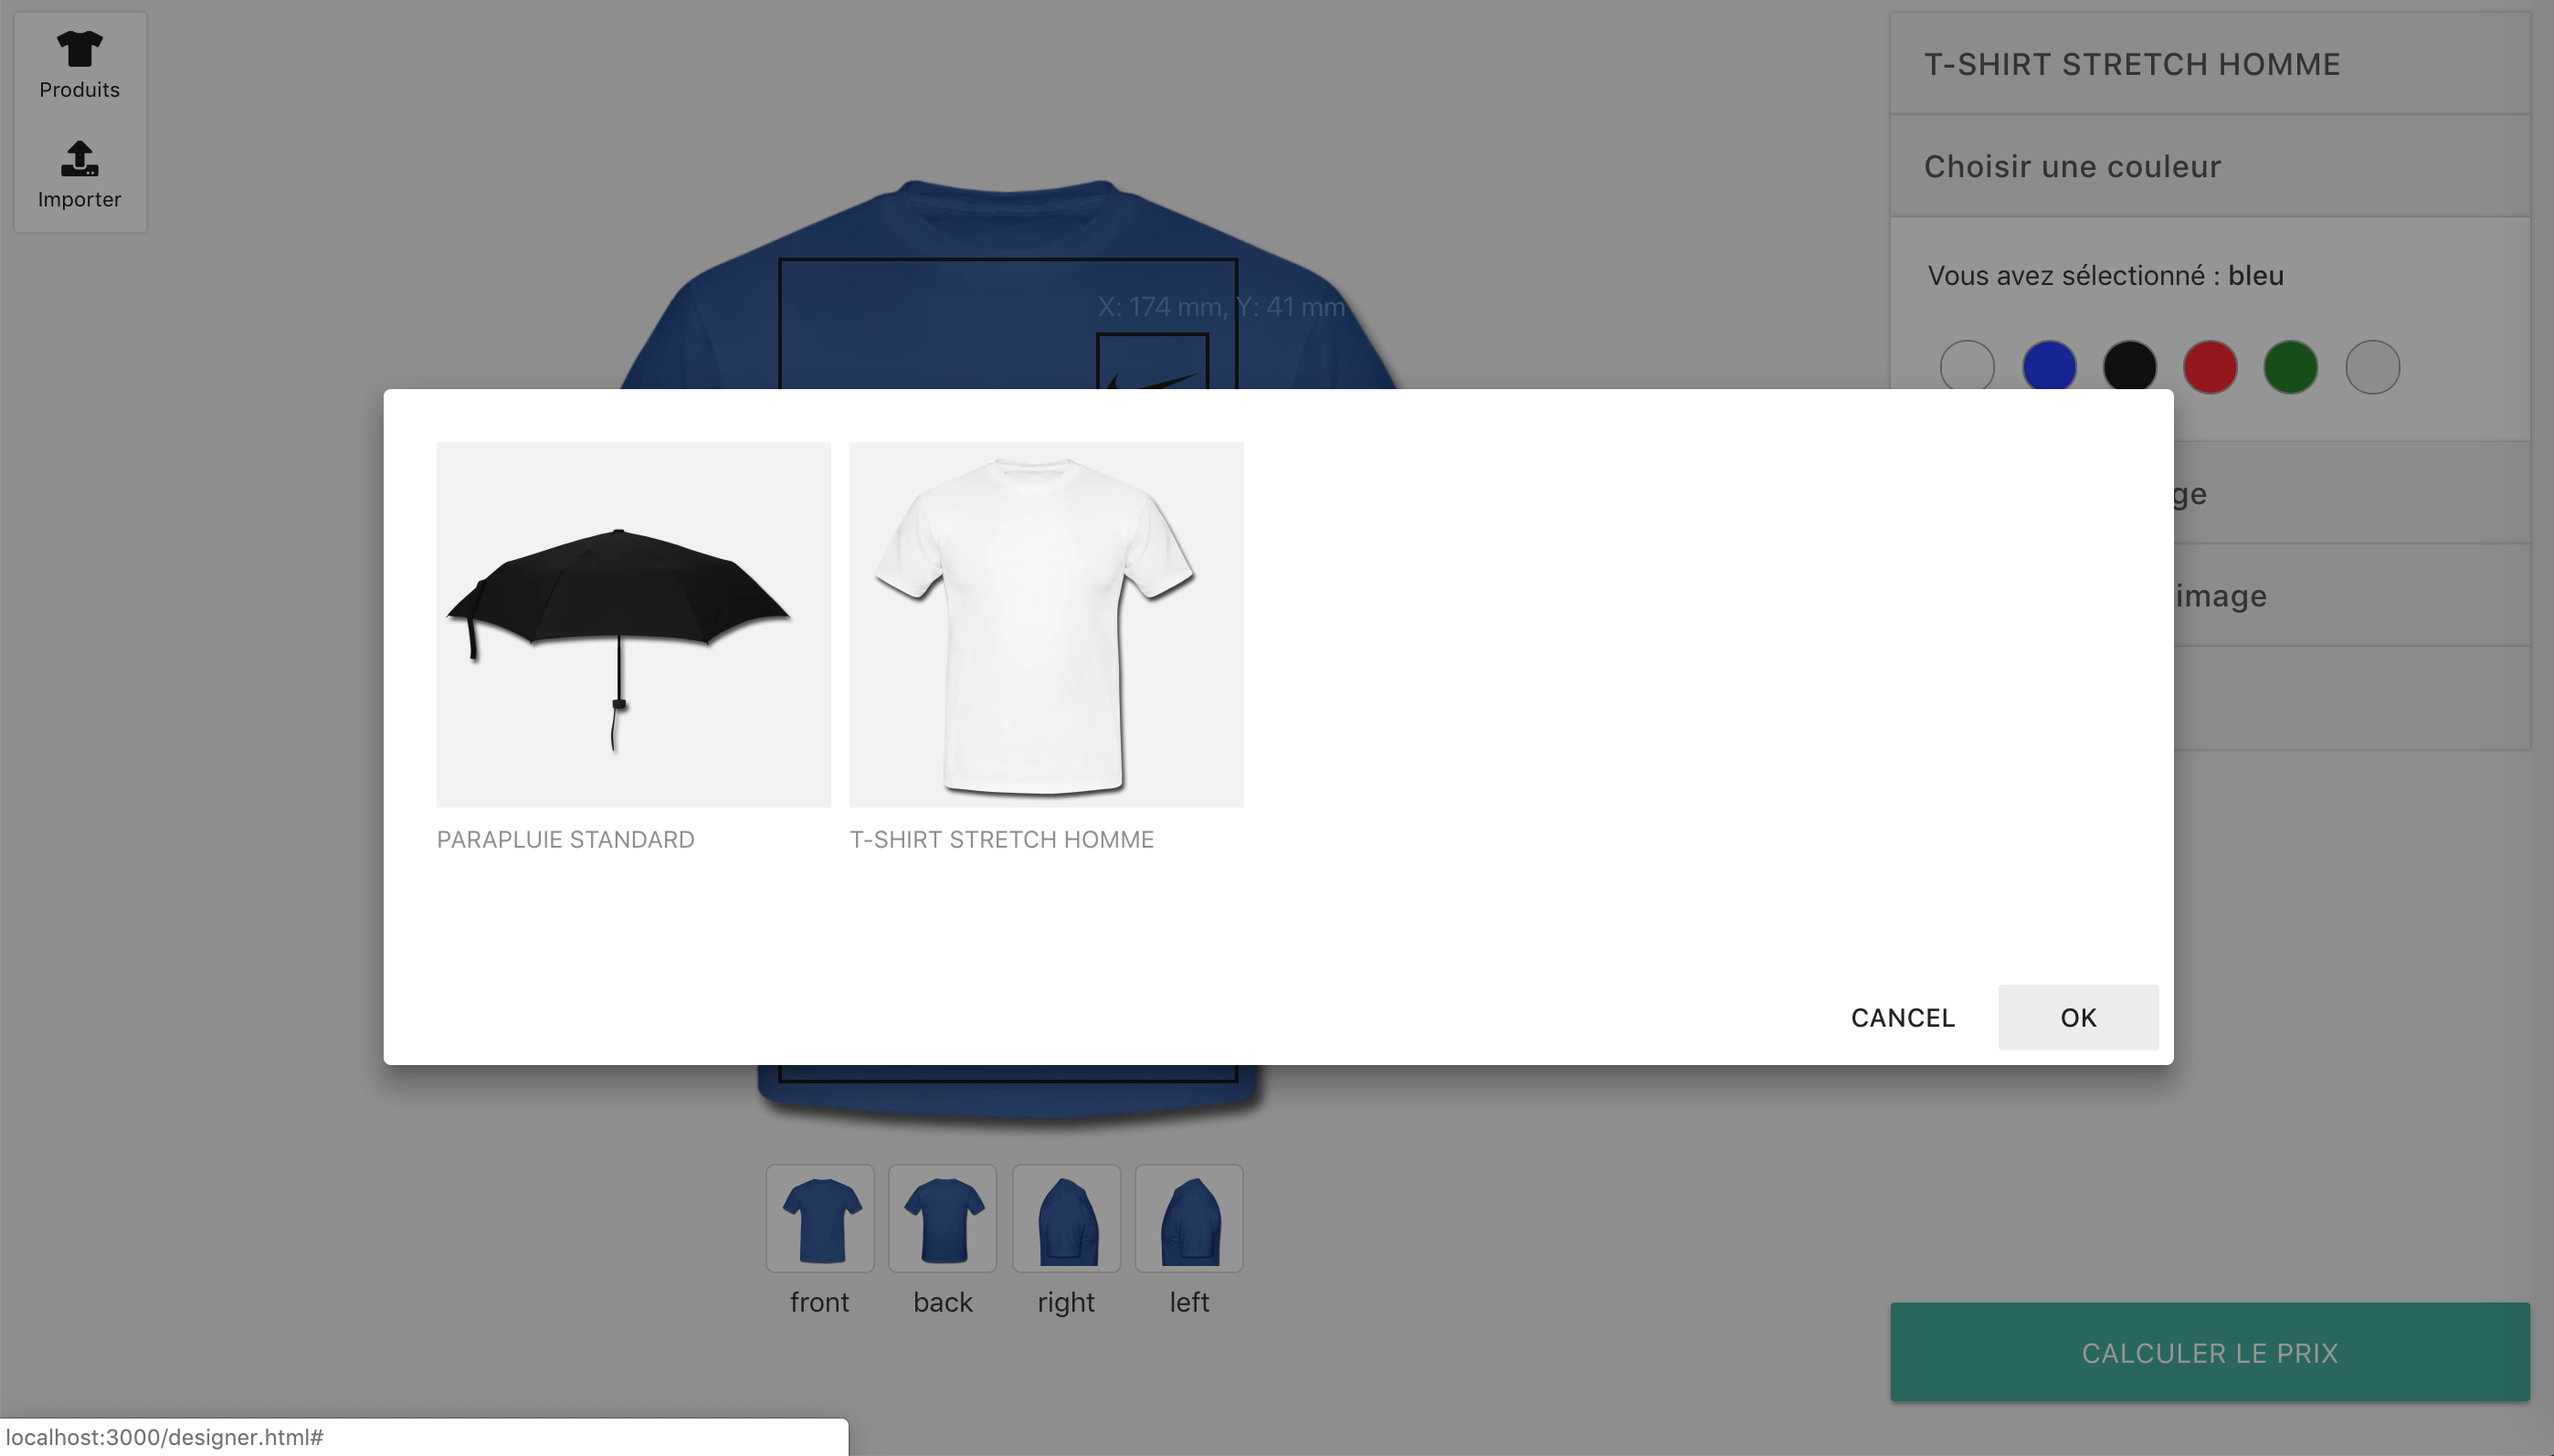 Produits
Importer
T-SHIRT STRETCH HOMME
Choisir une couleur
Vous avez sélectionné : bleu
X: 174 mm, Y: 41 mm
ge
image
PARAPLUIE STANDARD
T-SHIRT STRETCH HOMME
CANCEL
OK
front
back
right
left
CALCULER LE PRIX
localhost:3000/designer.html#